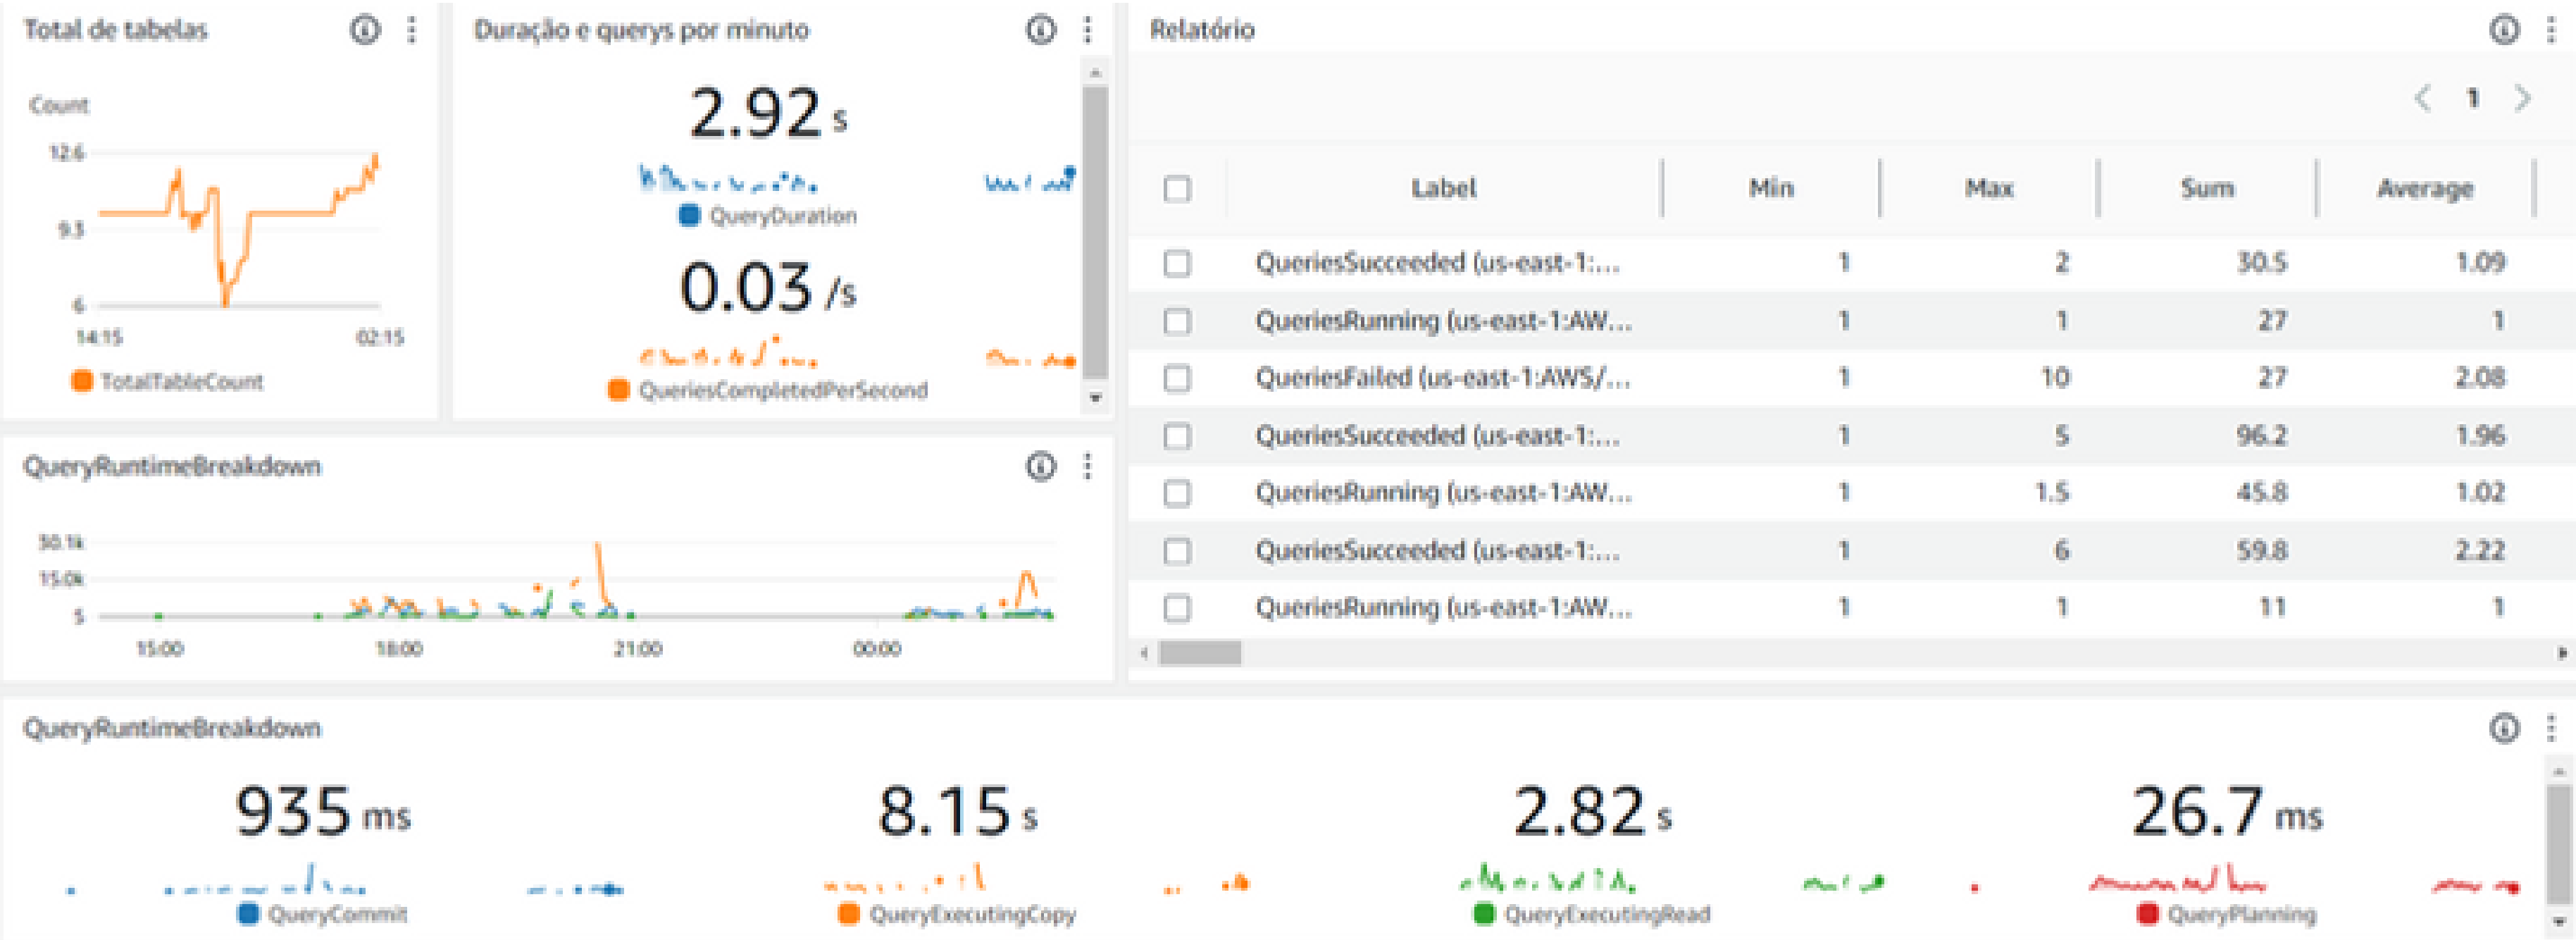 Total de tabelas
Count
12.6
9.3
6
14:15 02:15
TotalTableCount
Duração e querys por minuto
2.92 s
QueryDuration
0.03 /s
QueriesCompletedPerSecond
Relatório
1
Label Min Max Sum Average
QueriesSucceeded (us-east-1:... 1 2 30.5 1.09
QueriesRunning (us-east-1:AW... 1 1 27 1
QueriesFailed (us-east-1:AWS/... 1 10 27 2.08
QueriesSucceeded (us-east-1:... 1 5 96.2 1.96
QueriesRunning (us-east-1:AW... 1 1.5 45.8 1.02
QueriesSucceeded (us-east-1:... 1 6 59.8 2.22
QueriesRunning (us-east-1:AW... 1 1 11 1
QueryRuntimeBreakdown
30.1k
15.0k
5
15:00 18:00 21:00 00:00
QueryRuntimeBreakdown
935 ms
QueryCommit
8.15 s
QueryExecutingCopy
2.82 s
QueryExecutingRead
26.7 ms
QueryPlanning